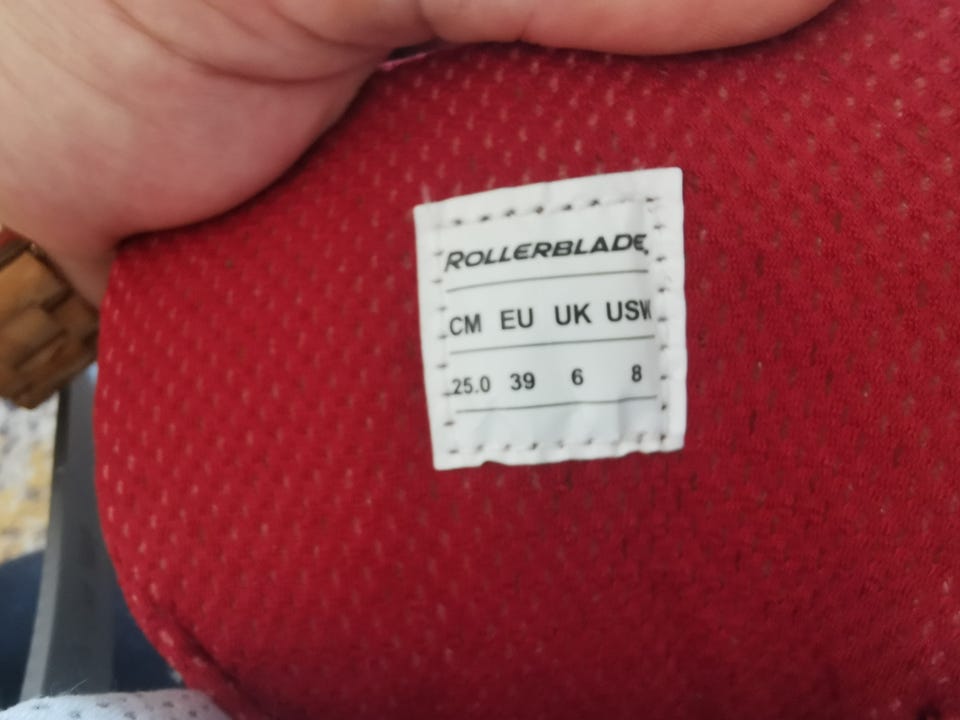 ROLLERBLADE.
CM EU UK USW
25.0 39 6 8